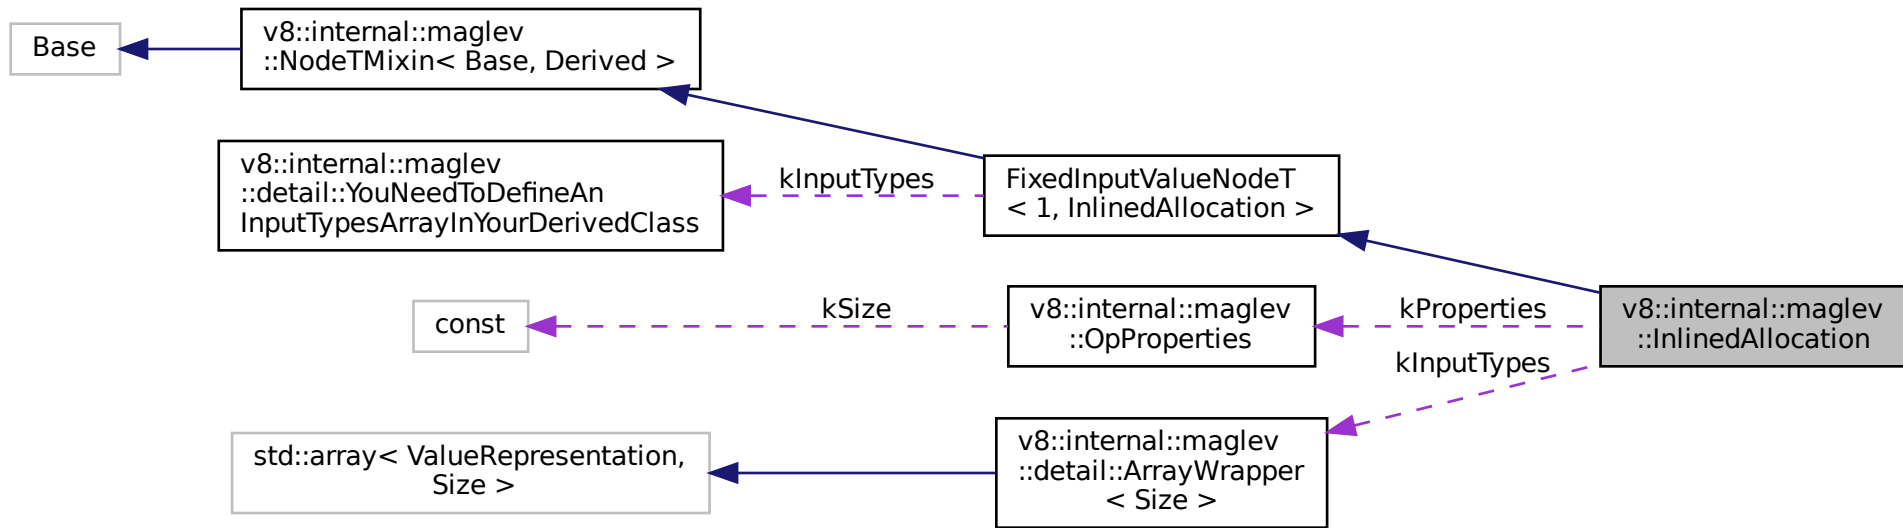 Base
v8::internal::maglev
::NodeTMixin< Base, Derived >
v8::internal::maglev
::detail::YouNeedToDefineAn
InputTypesArrayInYourDerivedClass
kInputTypes
FixedInputValueNodeT
< 1, InlinedAllocation >
const
kSize
v8::internal::maglev
::OpProperties
kProperties
v8::internal::maglev
::InlinedAllocation
kInputTypes
std::array< ValueRepresentation,
Size >
v8::internal::maglev
::detail::ArrayWrapper
< Size >